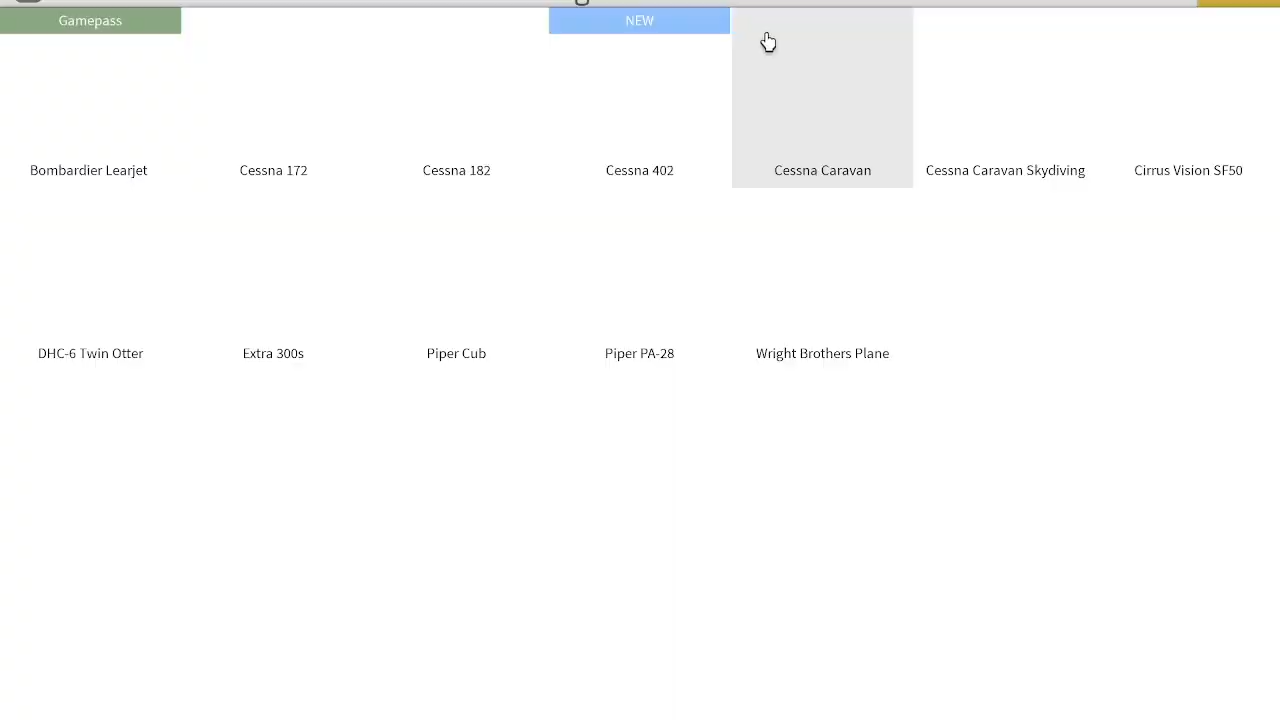 Gamepass
NEW
Bombardier Learjet
Cessna 172
Cessna 182
Cessna 402
Cessna Caravan
Cessna Caravan Skydiving
Cirrus Vision SF50
DHC-6 Twin Otter
Extra 300s
Piper Cub
Piper PA-28
Wright Brothers Plane